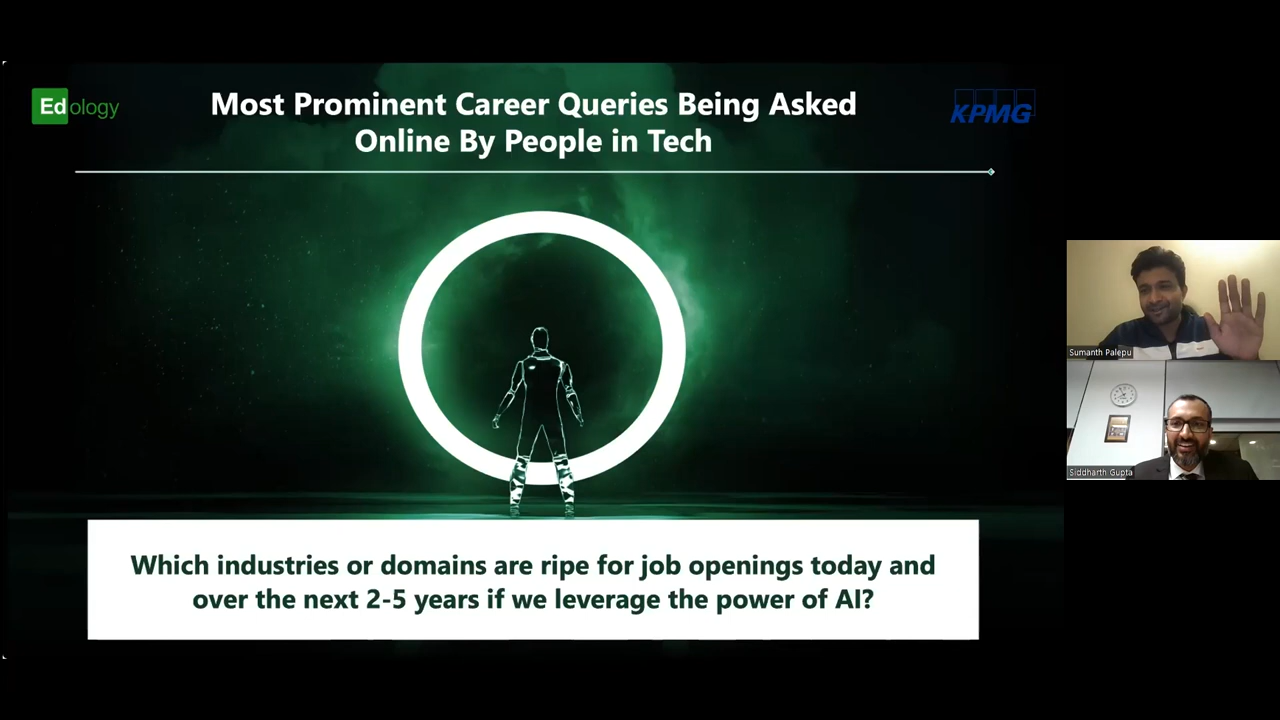 Edology
Most Prominent Career Queries Being Asked
Online By People in Tech
KPMG
Sumanth Palepu
Siddharth Gupta
Which industries or domains are ripe for job openings today and
over the next 2-5 years if we leverage the power of AI?